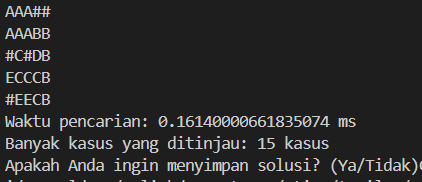 AAA##
AAABB
#C#DB
ECCCB
#EECB
Waktu pencarian: 0.16140000661835074 ms
Banyak kasus yang ditinjau: 15 kasus
Apakah Anda ingin menyimpan solusi? (Ya/Tidak)